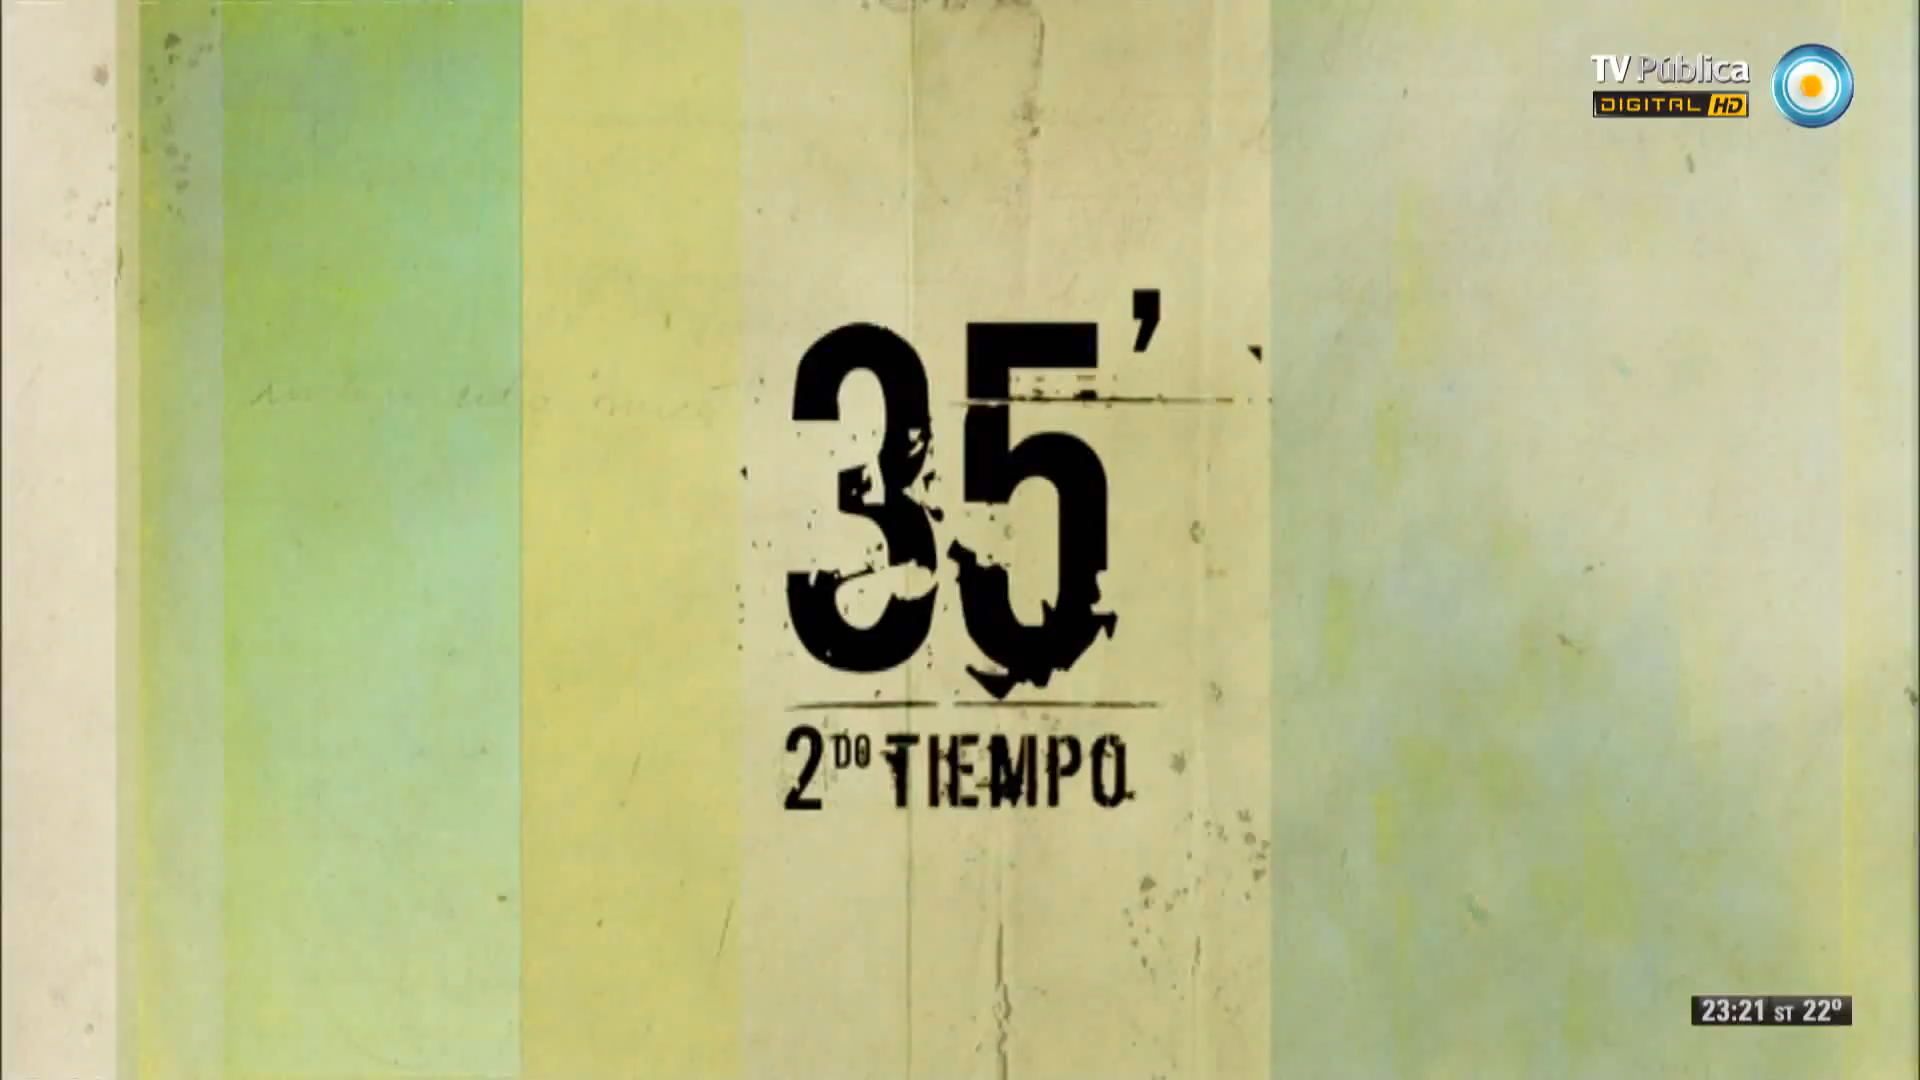 TV Pública
DIGITAL HD
35'
2DO TIEMPO
23:21 ST 22º